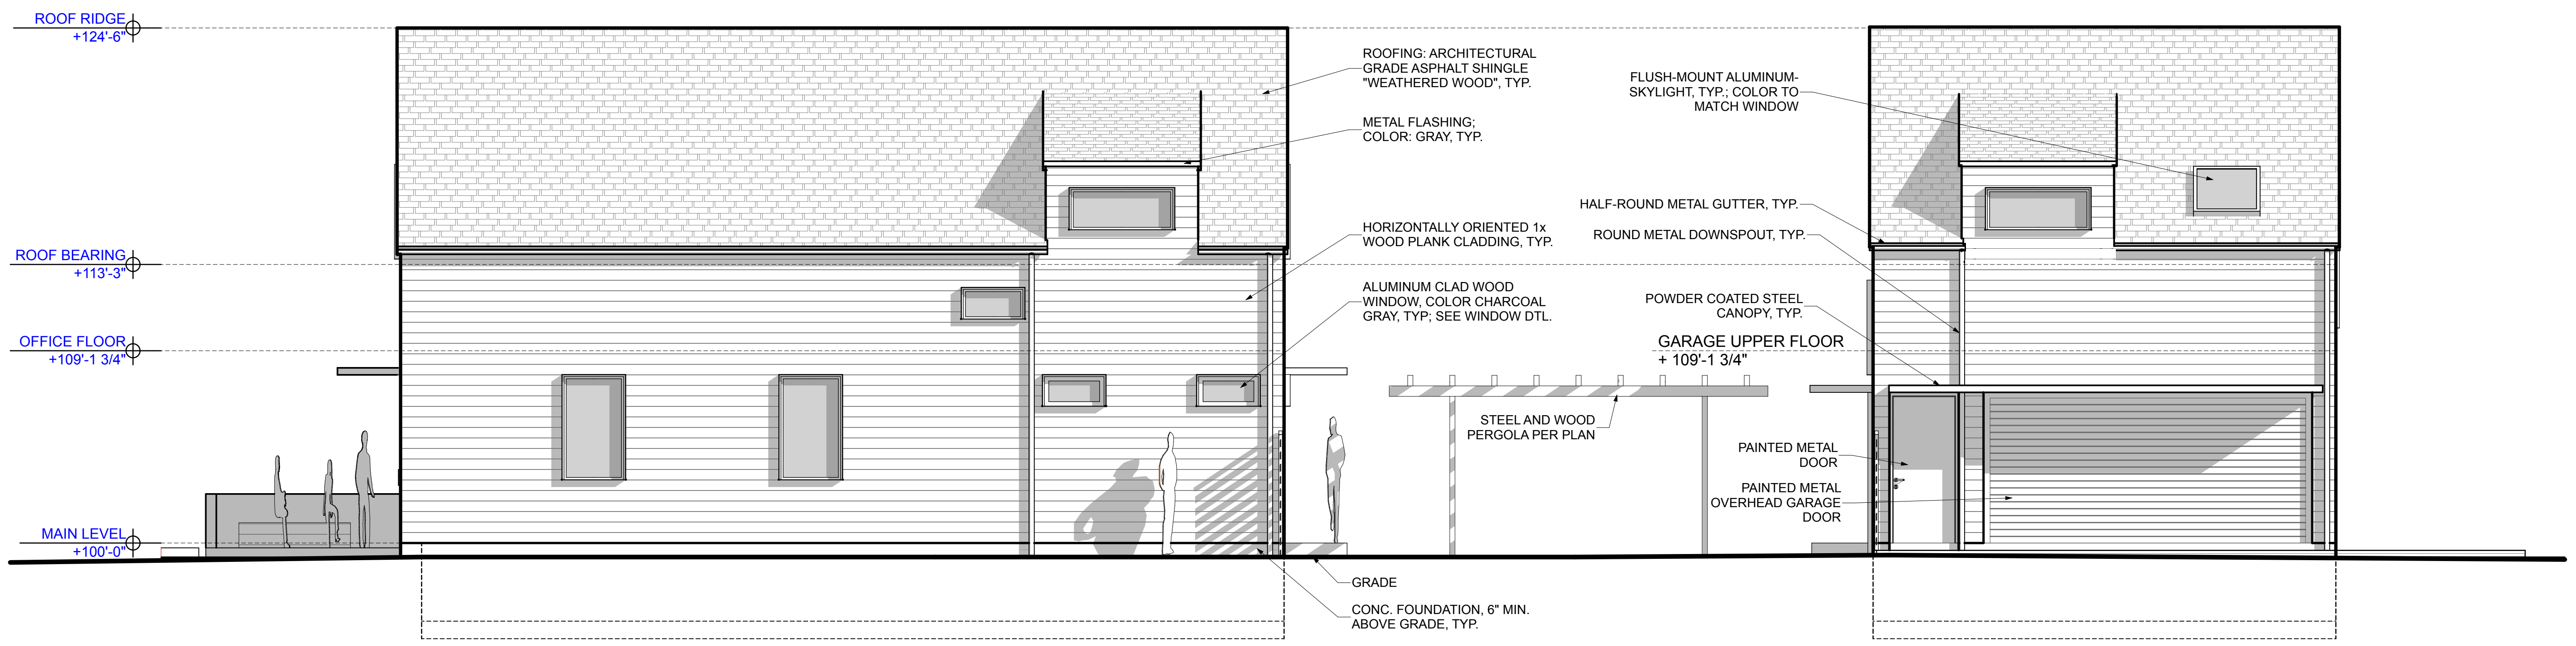 ROOF RIDGE
+124'-6"
ROOF BEARING
+113'-3"
OFFICE FLOOR
+109'-1 3/4"
MAIN LEVEL
+100'-0"
ROOFING: ARCHITECTURAL
GRADE ASPHALT SHINGLE
"WEATHERED WOOD", TYP.
METAL FLASHING;
COLOR: GRAY, TYP.
HORIZONTALLY ORIENTED 1x
WOOD PLANK CLADDING, TYP.
ALUMINUM CLAD WOOD
WINDOW, COLOR CHARCOAL
GRAY, TYP; SEE WINDOW DTL.
STEEL AND WOOD
PERGOLA PER PLAN
GRADE
CONC. FOUNDATION, 6" MIN.
ABOVE GRADE, TYP.
FLUSH-MOUNT ALUMINUM-
SKYLIGHT, TYP.; COLOR TO
MATCH WINDOW
HALF-ROUND METAL GUTTER, TYP.
ROUND METAL DOWNSPOUT, TYP.
POWDER COATED STEEL
CANOPY, TYP.
GARAGE UPPER FLOOR
+ 109'-1 3/4"
PAINTED METAL
DOOR
PAINTED METAL
OVERHEAD GARAGE
DOOR